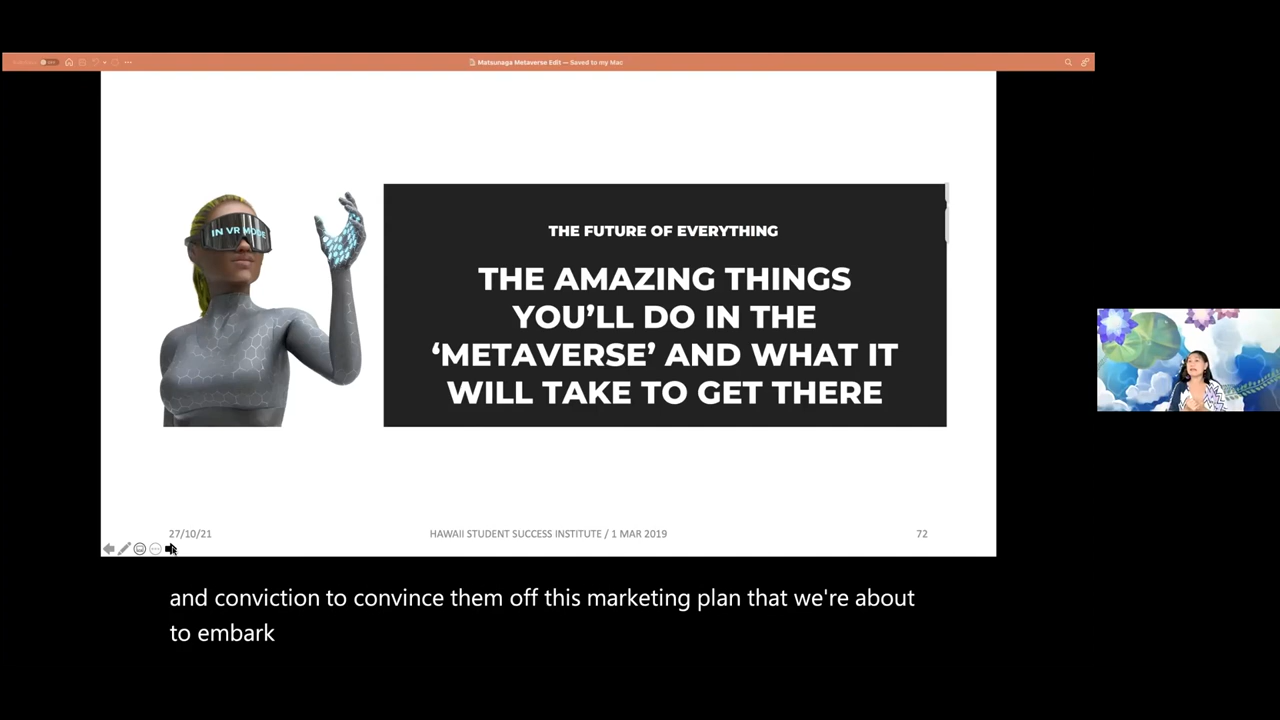 Matsunaga Metaverse Edit — Saved to my Mac
IN VR MODE
THE FUTURE OF EVERYTHING
THE AMAZING THINGS
YOU'LL DO IN THE
‘METAVERSE’ AND WHAT IT
WILL TAKE TO GET THERE
27/10/21
HAWAII STUDENT SUCCESS INSTITUTE / 1 MAR 2019
72
and conviction to convince them off this marketing plan that we're about
to embark